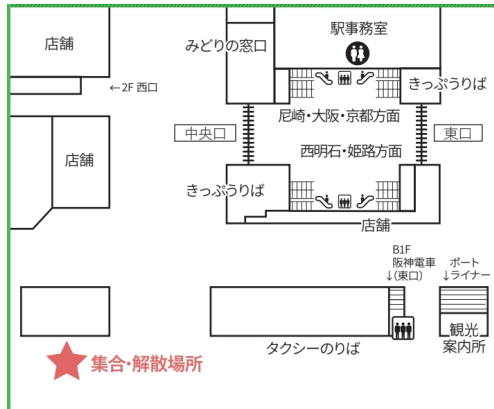 店舗
みどりの窓口
駅事務室
←2F 西口
きっぷうりば
尼崎・大阪・京都方面
中央口
東口
店舗
西明石・姫路方面
きっぷうりば
店舗
B1F
阪神電車
↓(東口)
ポート
↓ライナー
観光
案内所
タクシーのりば
集合・解散場所